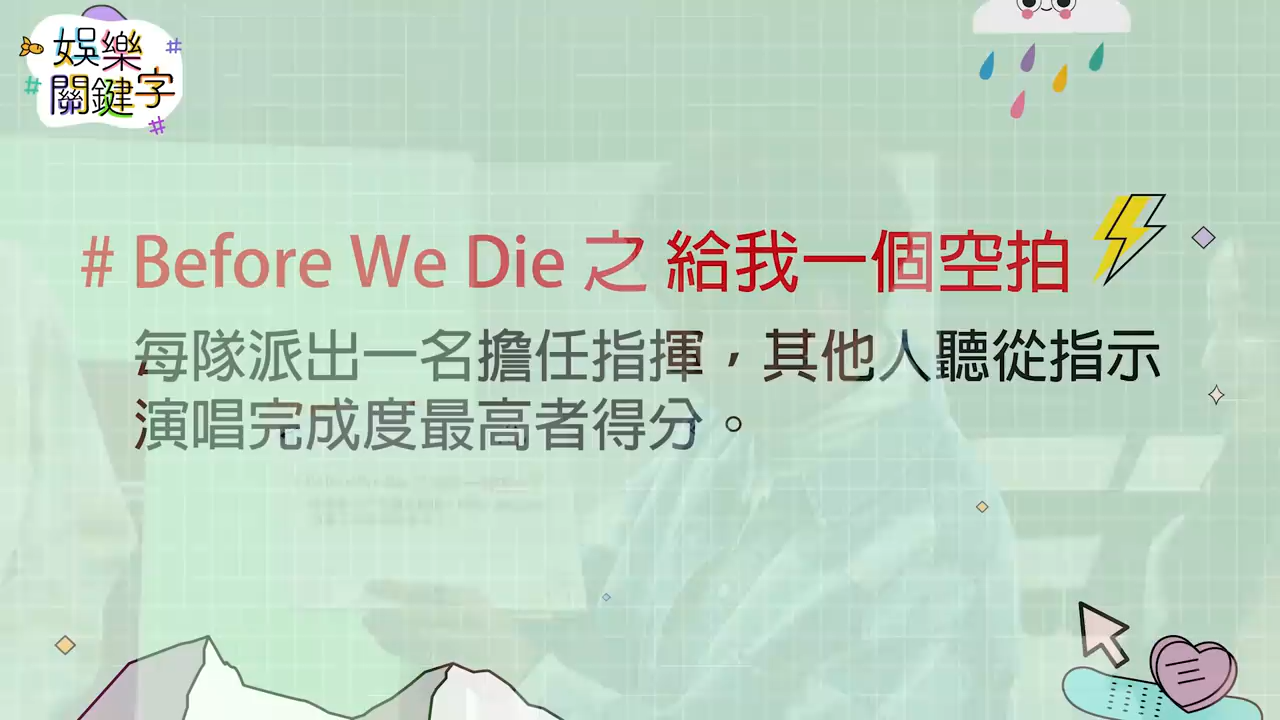 娛樂
關鍵字
# Before We Die 之 給我一個空拍
每隊派出一名擔任指揮，其他人聽從指示
演唱完成度最高者得分。